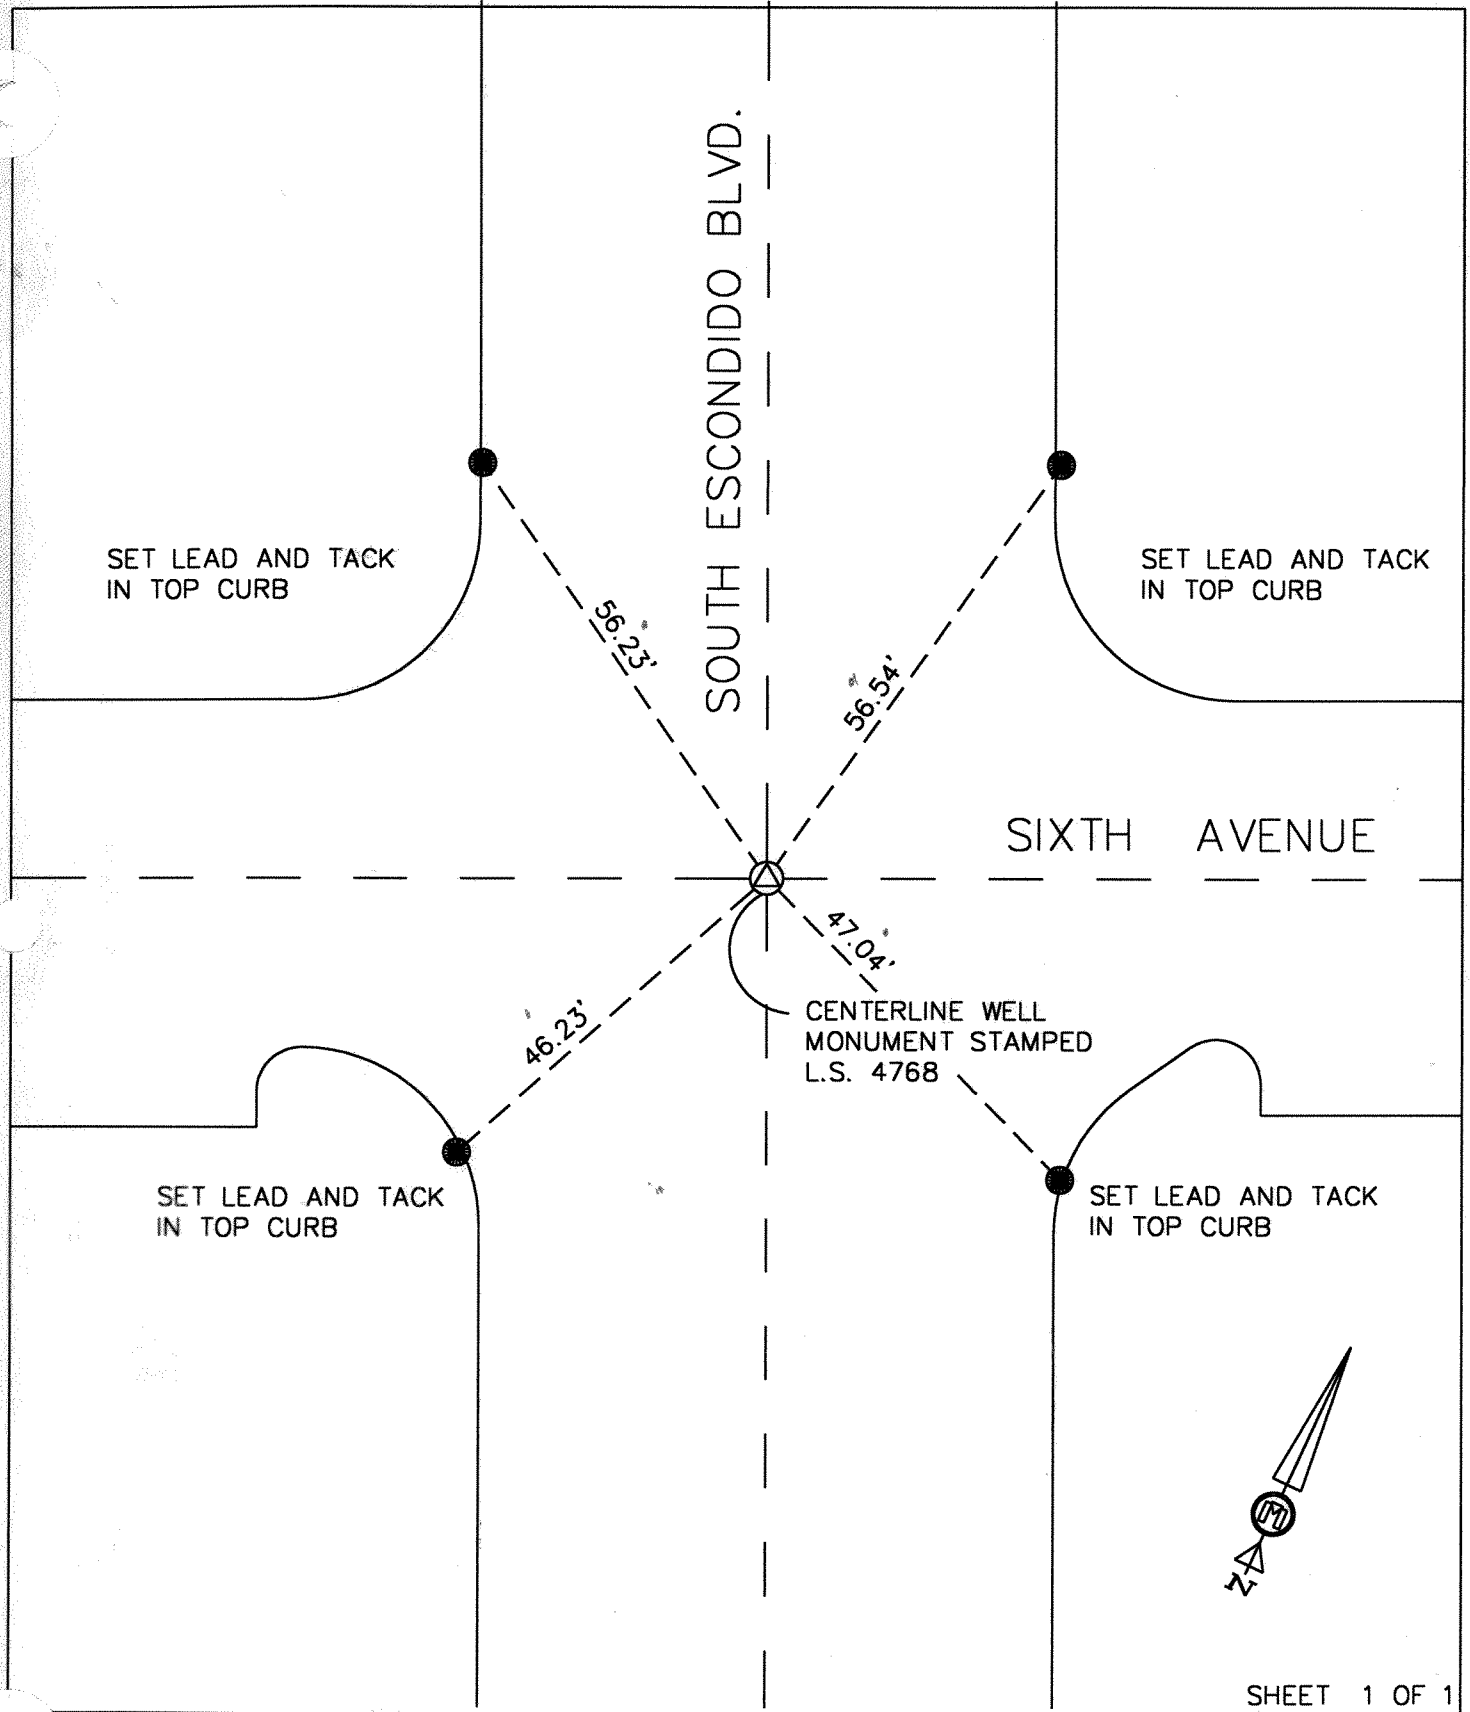 SOUTH ESCONDIDO BLVD.
SET LEAD AND TACK
IN TOP CURB
SET LEAD AND TACK
IN TOP CURB
56.23'
56.54'
SIXTH AVENUE
47.04'
46.23'
CENTERLINE WELL
MONUMENT STAMPED
L.S. 4768
SET LEAD AND TACK
IN TOP CURB
SET LEAD AND TACK
IN TOP CURB
M
N
SHEET 1 OF 1